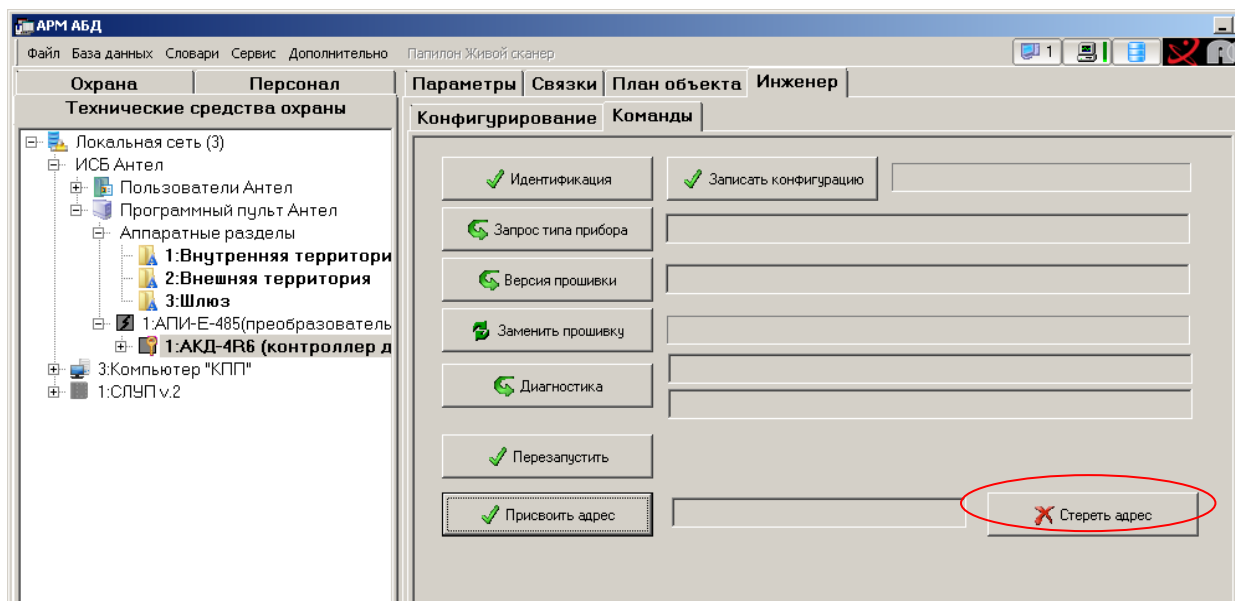 АРМ АБД
Файл База данных Словари Сервис Дополнительно Папилон Живой сканер
1
Охрана Персонал
Технические средства охраны
Параметры Связки План объекта Инженер
Конфигурирование Команды
Локальная сеть (3)
ИСБ Антел
Пользователи Антел
Программный пульт Антел
Аппаратные разделы
1:Внутренняя территори
2:Внешняя территория
3:Шлюз
1:АПИ-Е-485(преобразователь
1:АКД-4R6 (контроллер д
3:Компьютер "КПП"
1:СЛУП v.2
Идентификация Записать конфигурацию
Запрос типа прибора
Версия прошивки
Заменить прошивку
Диагностика
Перезапустить
Присвоить адрес Стереть адрес